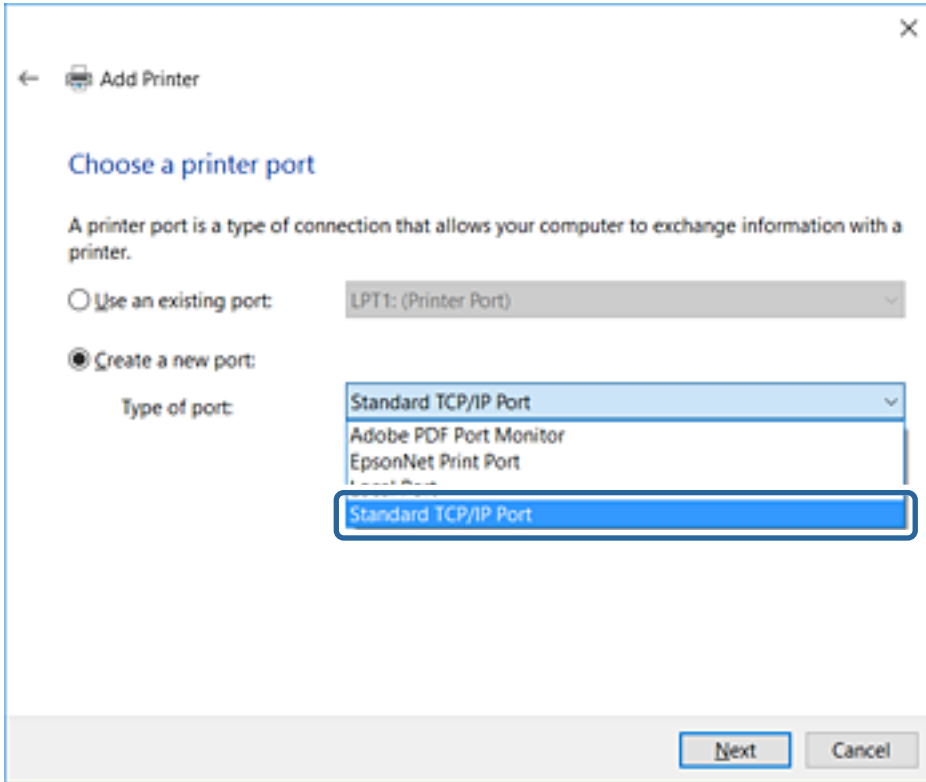 Add Printer
Choose a printer port
A printer port is a type of connection that allows your computer to exchange information with a
printer.
Use an existing port:
LPT1: (Printer Port)
Create a new port:
Type of port:
Standard TCP/IP Port
Adobe PDF Port Monitor
EpsonNet Print Port
Local Port
Standard TCP/IP Port
Next
Cancel